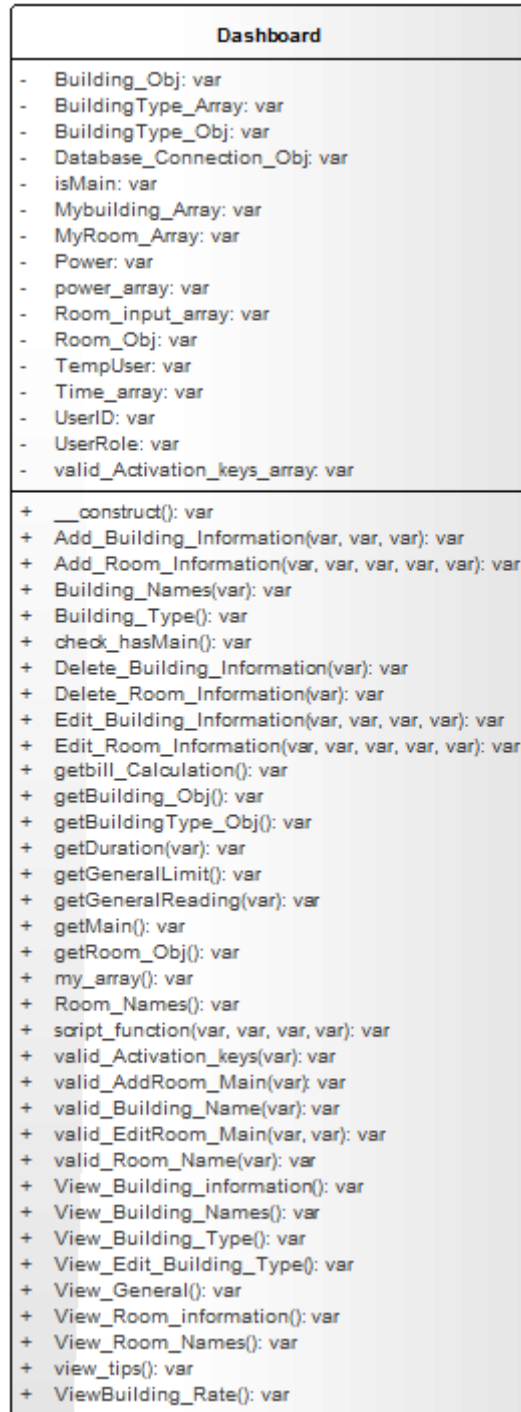 Dashboard
- Building_Obj: var
- BuildingType_Array: var
- BuildingType_Obj: var
- Database_Connection_Obj: var
- isMain: var
- Mybuilding_Array: var
- MyRoom_Array: var
- Power: var
- power_array: var
- Room_input_array: var
- Room_Obj: var
- TempUser: var
- Time_array: var
- UserID: var
- UserRole: var
- valid_Activation_keys_array: var
+ __construct(): var
+ Add_Building_Information(var, var, var): var
+ Add_Room_Information(var, var, var, var, var): var
+ Building_Names(var): var
+ Building_Type(): var
+ check_hasMain(): var
+ Delete_Building_Information(var): var
+ Delete_Room_Information(var): var
+ Edit_Building_Information(var, var, var, var): var
+ Edit_Room_Information(var, var, var, var, var): var
+ getbill_Calculation(): var
+ getBuilding_Obj(): var
+ getBuildingType_Obj(): var
+ getDuration(var): var
+ getGeneralLimit(): var
+ getGeneralReading(var): var
+ getMain(): var
+ getRoom_Obj(): var
+ my_array(): var
+ Room_Names(): var
+ script_function(var, var, var, var): var
+ valid_Activation_keys(var): var
+ valid_AddRoom_Main(var): var
+ valid_Building_Name(var): var
+ valid_EditRoom_Main(var, var): var
+ valid_Room_Name(var): var
+ View_Building_information(): var
+ View_Building_Names(): var
+ View_Building_Type(): var
+ View_Edit_Building_Type(): var
+ View_General(): var
+ View_Room_information(): var
+ View_Room_Names(): var
+ view_tips(): var
+ ViewBuilding_Rate(): var